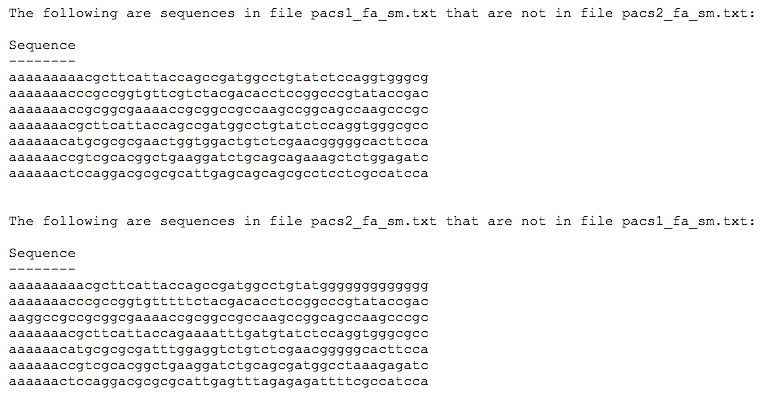 The following are sequences in file pacs1_fa_sm.txt that are not in file pacs2_fa_sm.txt:
Sequence
--------
aaaaaaaaacgcttcattaccagccgatggcctgtatctccaggtgggcg
aaaaaaacccgccggtgttcgtctacgacacctccggcccgtataccgac
aaaaaaaccgcggcgaaaaccgcggccgccaagccggcagccaagcccgc
aaaaaaacgcttcattaccagccgatggcctgtatctccaggtgggcgcc
aaaaaacatgcgcgcgaactggtggactgtctcgaacgggggcacttcca
aaaaaaccgtcgcacggctgaaggatctgcagcagaaagctctggagatc
aaaaaactccaggacgcgcgcattgagcagcagcgcctcctcgccatcca
The following are sequences in file pacs2_fa_sm.txt that are not in file pacs1_fa_sm.txt:
Sequence
--------
aaaaaaaaacgcttcattaccagccgatggcctgtatggggggggggggg
aaaaaaacccgccggtgtttttctacgacacctccggcccgtataccgac
aaggccgccgcggcgaaaaccgcggccgccaagccggcagccaagcccgc
aaaaaaacgcttcattaccagaaaatttgatgtatctccaggtgggcgcc
aaaaaacatgcgcgcgatttggaggtctgtctcgaacgggggcacttcca
aaaaaaccgtcgcacggctgaaggatctgcagcgatggcctaaagagatc
aaaaaactccaggacgcgcgcattgagtttagagagattttcgccatcca